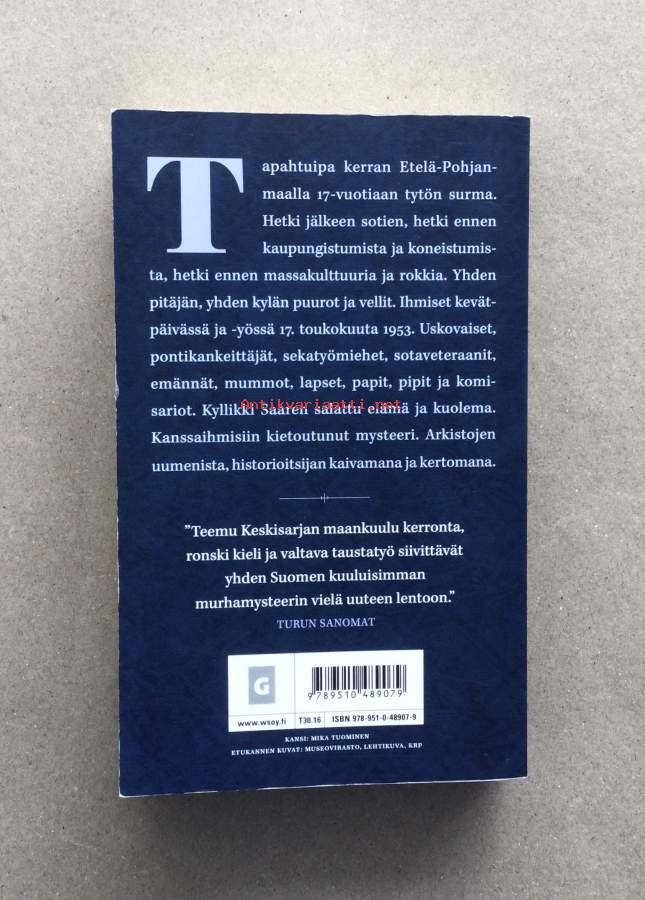 Tapahtuipa kerran Etelä-Pohjan-
maalla 17-vuotiaan tytön surma.
Hetki jälkeen sotien, hetki ennen
kaupungistumista ja koneistumis-
ta, hetki ennen massakulttuuria ja rokkia. Yhden
pitäjän, yhden kylän puurot ja vellit. Ihmiset kevät-
päivässä ja -yössä 17. toukokuuta 1953. Uskovaiset,
pontikankeittäjät, sekatyömiehet, sotaveteraanit,
emännät, mummot, lapset, papit, pipit ja komi-
sariot. Kyllikki Saaren salattu elämä ja kuolema.
Antikvariaatti.net
Kanssaihmisiin kietoutunut mysteeri. Arkistojen
uumenista, historioitsijan kaivamana ja kertomana.
”Teemu Keskisarjan maankuulu kerronta,
ronski kieli ja valtava taustatyö siivittävät
yhden Suomen kuuluisimman
murhamysteerin vielä uuteen lentoon.”
TURUN SANOMAT
G
9789510489079
www.wsoy.fi T30.16 ISBN 978-951-0-48907-9
KANSI: MIKA TUOMINEN
ETUKANNEN KUVAT: MUSEOVIRASTO, LEHTIKUVA, KRP